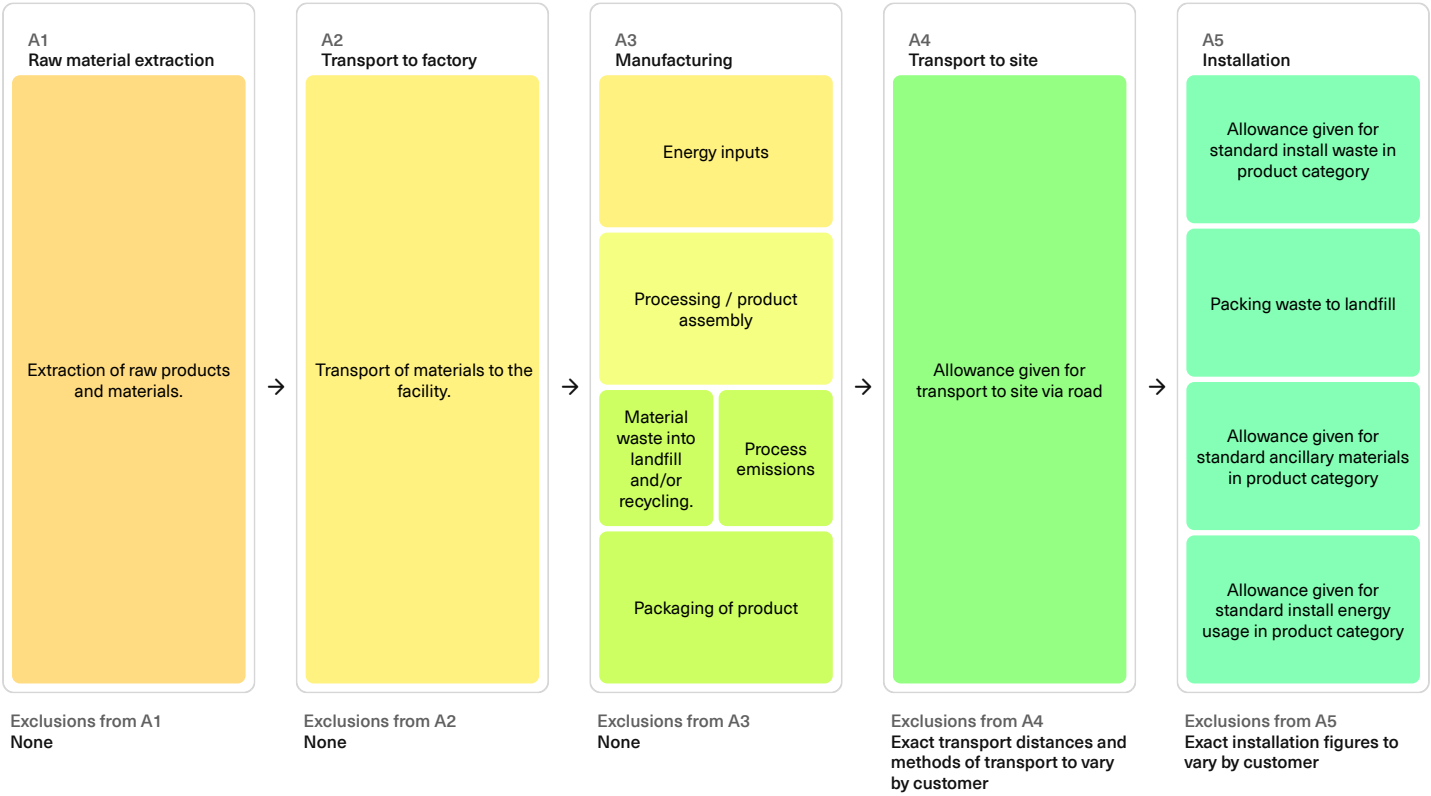 A1
Raw material extraction
Extraction of raw products
and materials.
Exclusions from A1
None
A2
Transport to factory
Transport of materials to the
facility.
Exclusions from A2
None
A3
Manufacturing
Energy inputs
Processing / product
assembly
Material
waste into
landfill
and/or
recycling.
Process
emissions
Packaging of product
Exclusions from A3
None
A4
Transport to site
Allowance given for
transport to site via road
Exclusions from A4
Exact transport distances and
methods of transport to vary
by customer
A5
Installation
Allowance given for
standard install waste in
product category
Packing waste to landfill
Allowance given for
standard ancillary materials
in product category
Allowance given for
standard install energy
usage in product category
Exclusions from A5
Exact installation figures to
vary by customer